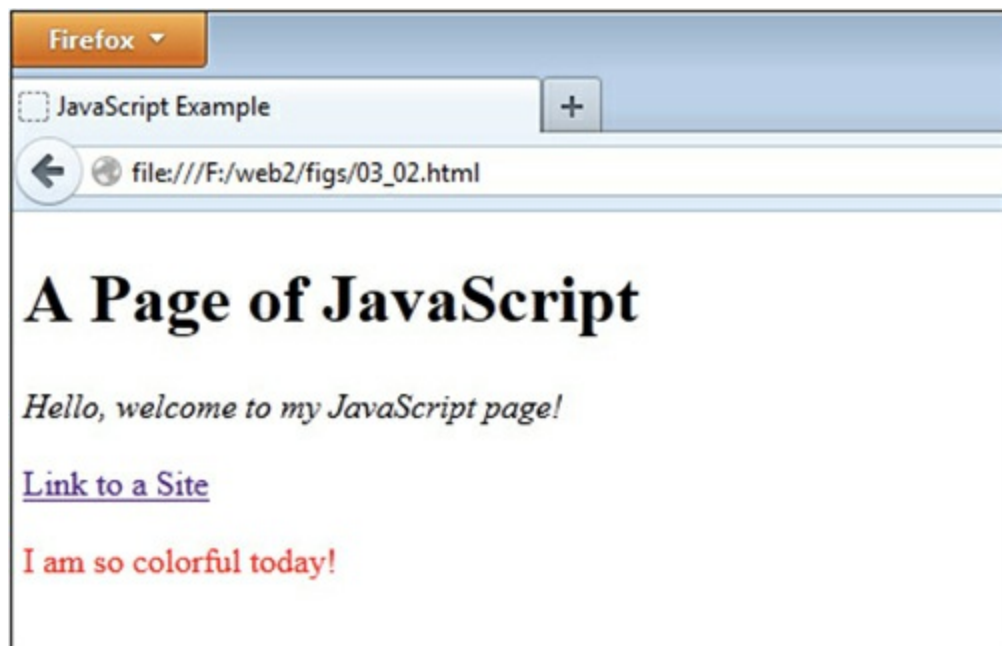 Firefox
JavaScript Example
+
file:///F:/web2/figs/03_02.html
A Page of JavaScript
Hello, welcome to my JavaScript page!
Link to a Site
I am so colorful today!